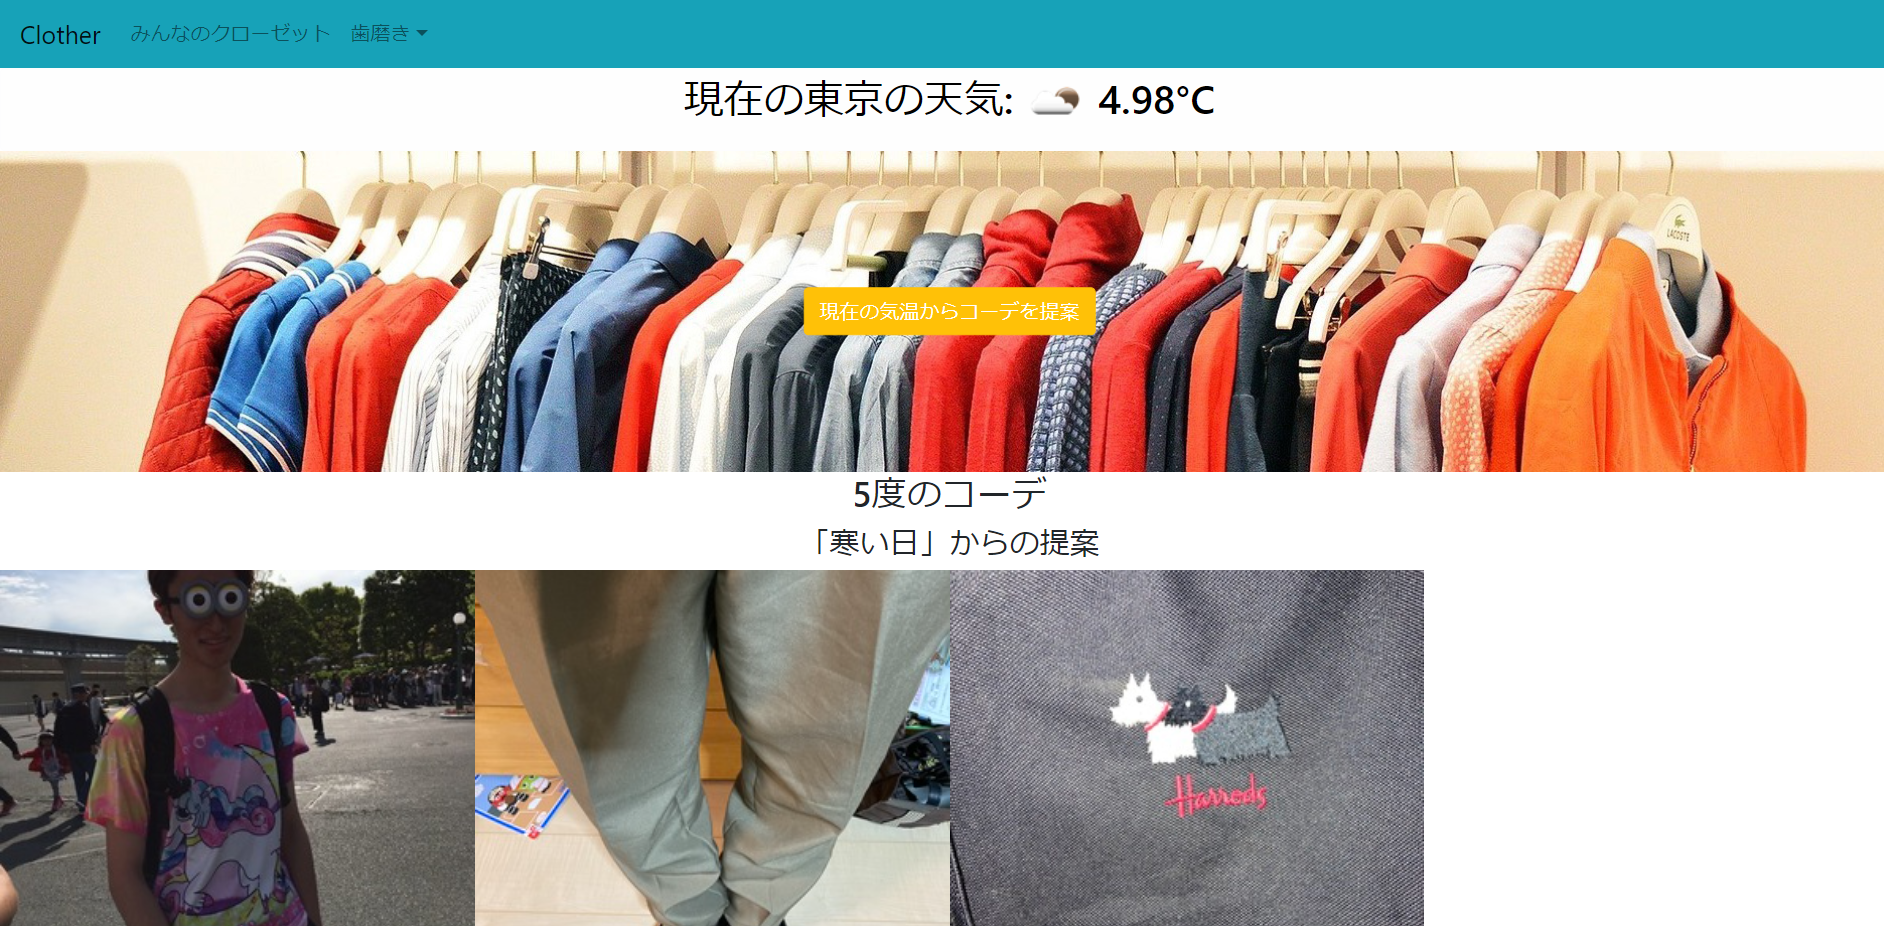 Clother みんなのクローゼット 歯磨き
現在の東京の天気: 4.98°C
LACOSTE
現在の気温からコーデを提案
5度のコーデ
「寒い日」からの提案
Harrods